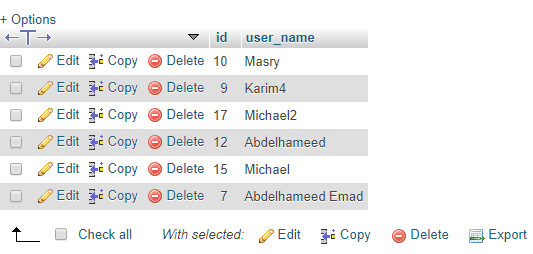 + Options
id user_name
Edit Copy Delete 10 Masry
Edit Copy Delete 9 Karim4
Edit Copy Delete 17 Michael2
Edit Copy Delete 12 Abdelhameed
Edit Copy Delete 15 Michael
Edit Copy Delete 7 Abdelhameed Emad
Check all With selected: Edit Copy Delete Export